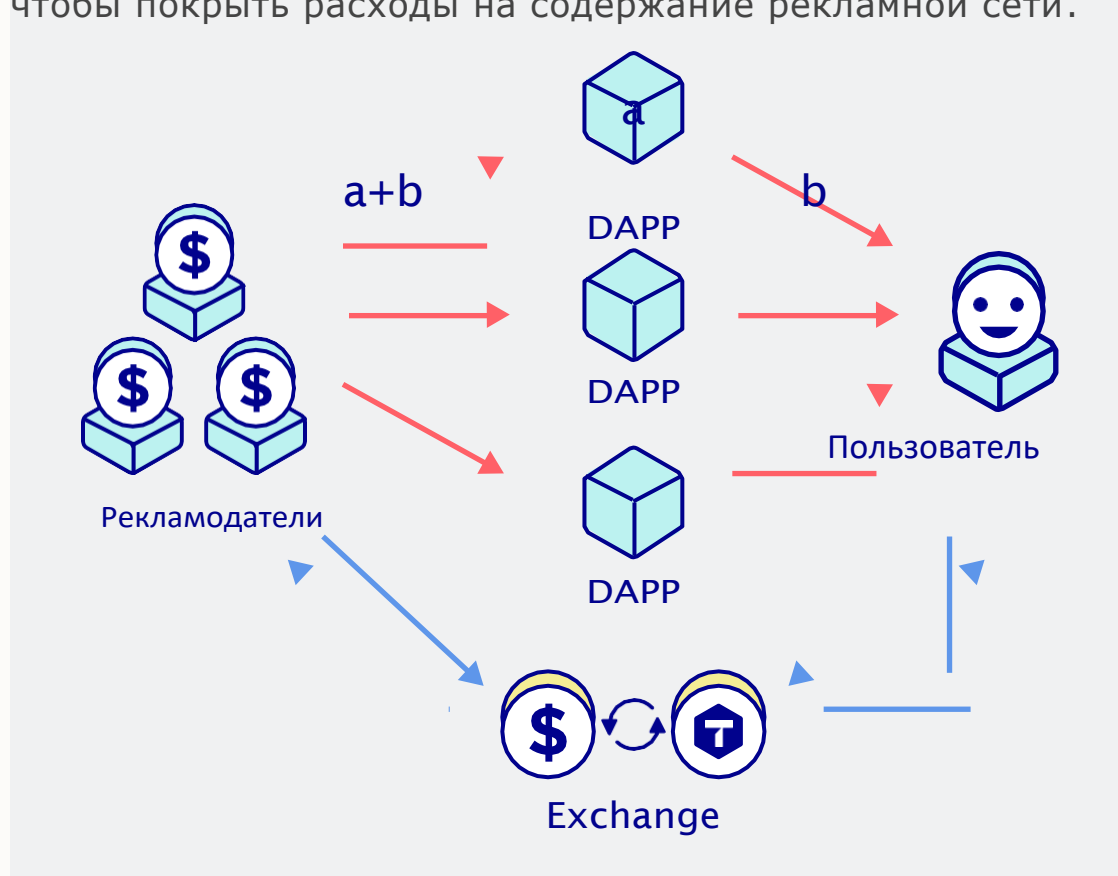 чтобы покрыть расходы на содержание рекламной сети.
a
a+b
b
DAPP
$
$
$
DAPP
Пользователь
Рекламодатели
DAPP
$
T
Exchange